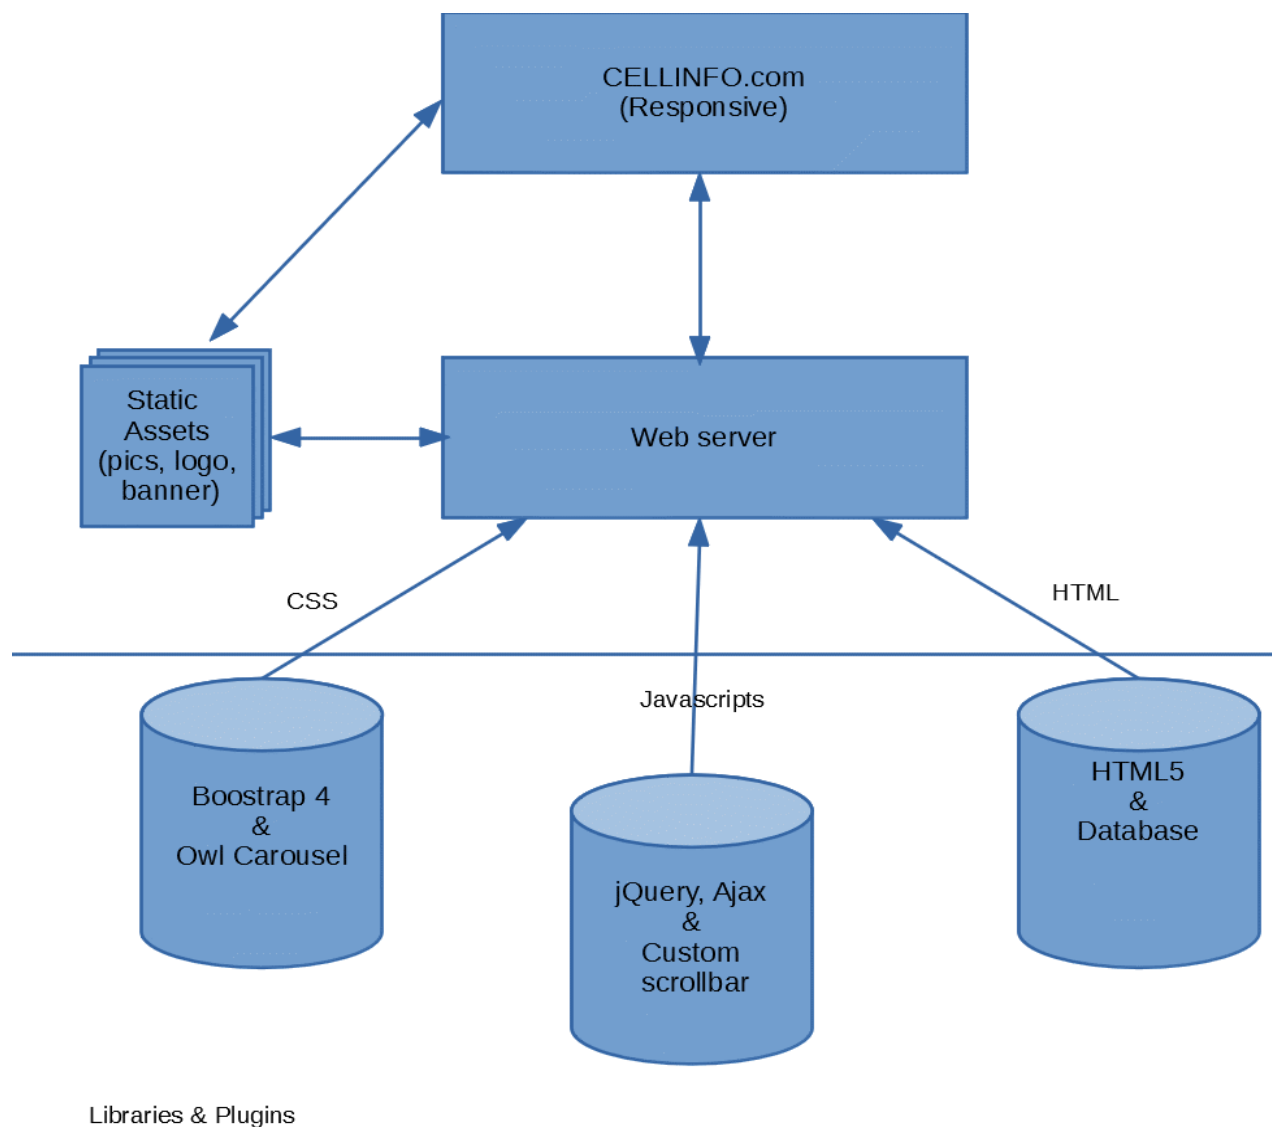 CELLINFO.com
(Responsive)
Static
Assets
(pics, logo,
banner)
Web server
CSS
HTML
Javascripts
Boostrap 4
&
Owl Carousel
jQuery, Ajax
&
Custom
scrollbar
HTML5
&
Database
Libraries & Plugins